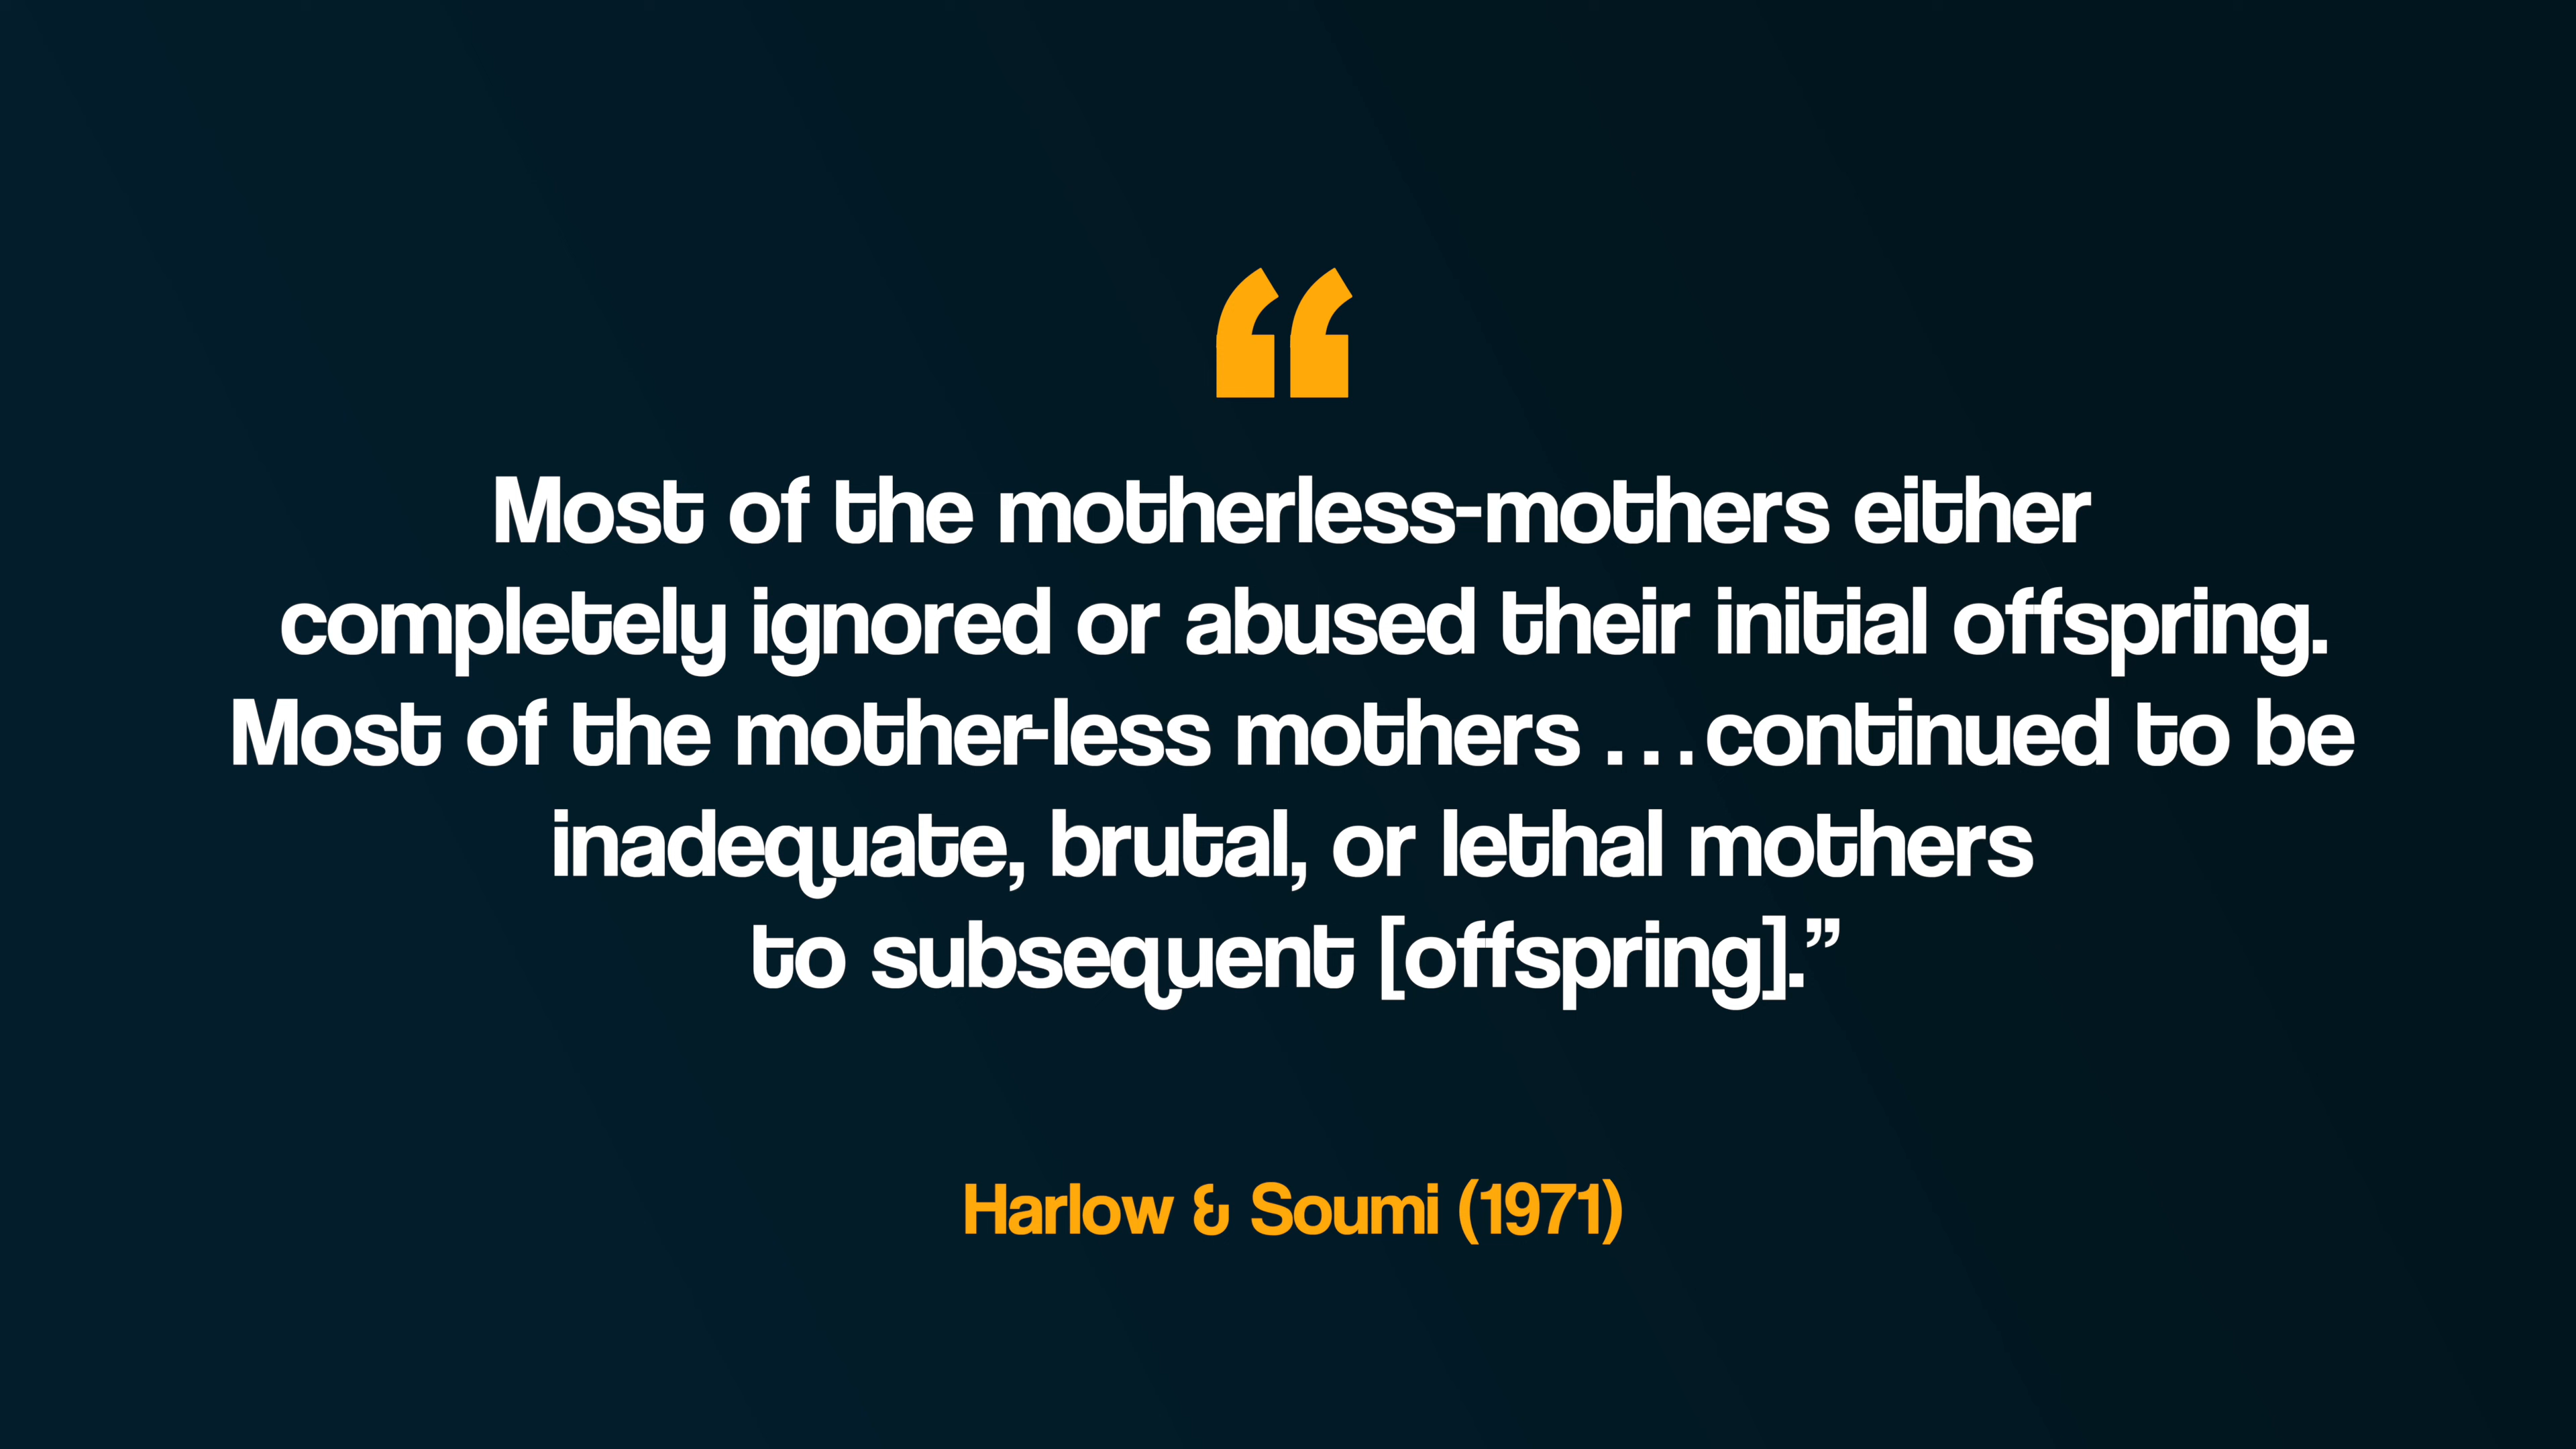 “
Most of the motherless-mothers either
completely ignored or abused their initial offspring.
Most of the mother-less mothers ...continued to be
inadequate, brutal, or lethal mothers
to subsequent [offspring].”
Harlow & Soumi (1971)